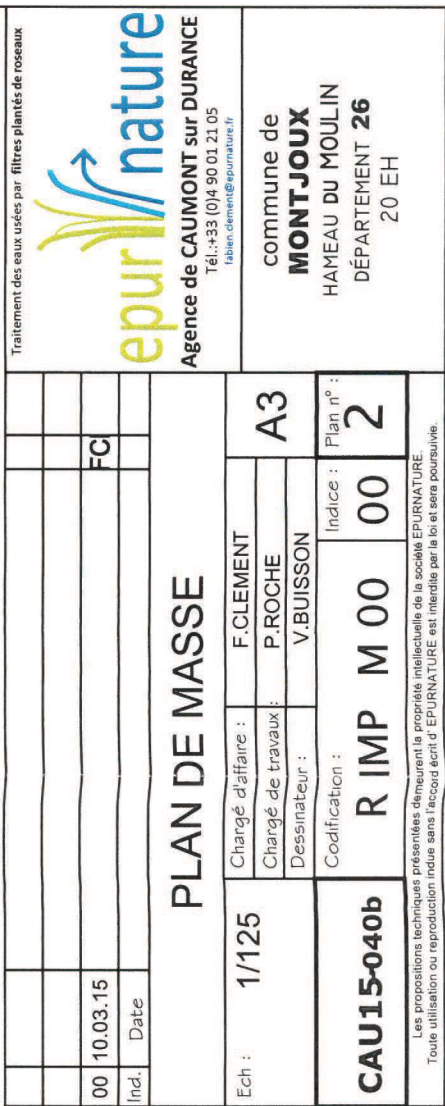 00 10.03.15 FC
Ind. Date
PLAN DE MASSE
Ech : 1/125
Chargé d'affaire : F.CLEMENT
Chargé de travaux : P.ROCHE
Dessinateur : V.BUISSON
A3
CAU15-040b
Codification : R IMP M 00
Indice : 00
Plan n° : 2
Les propositions techniques présentées demeurent la propriété intellectuelle de la société EPURNATURE.
Toute utilisation ou reproduction indue sans l'accord écrit d' EPURNATURE est interdite par la loi et sera poursuivie.
Traitement des eaux usées par filtres plantés de roseaux
epur nature
Agence de CAUMONT sur DURANCE
Tél.:+33 (0)4 90 01 21 05
fabien.clement@epurnature.fr
commune de
MONTJOUX
HAMEAU DU MOULIN
DÉPARTEMENT 26
20 EH